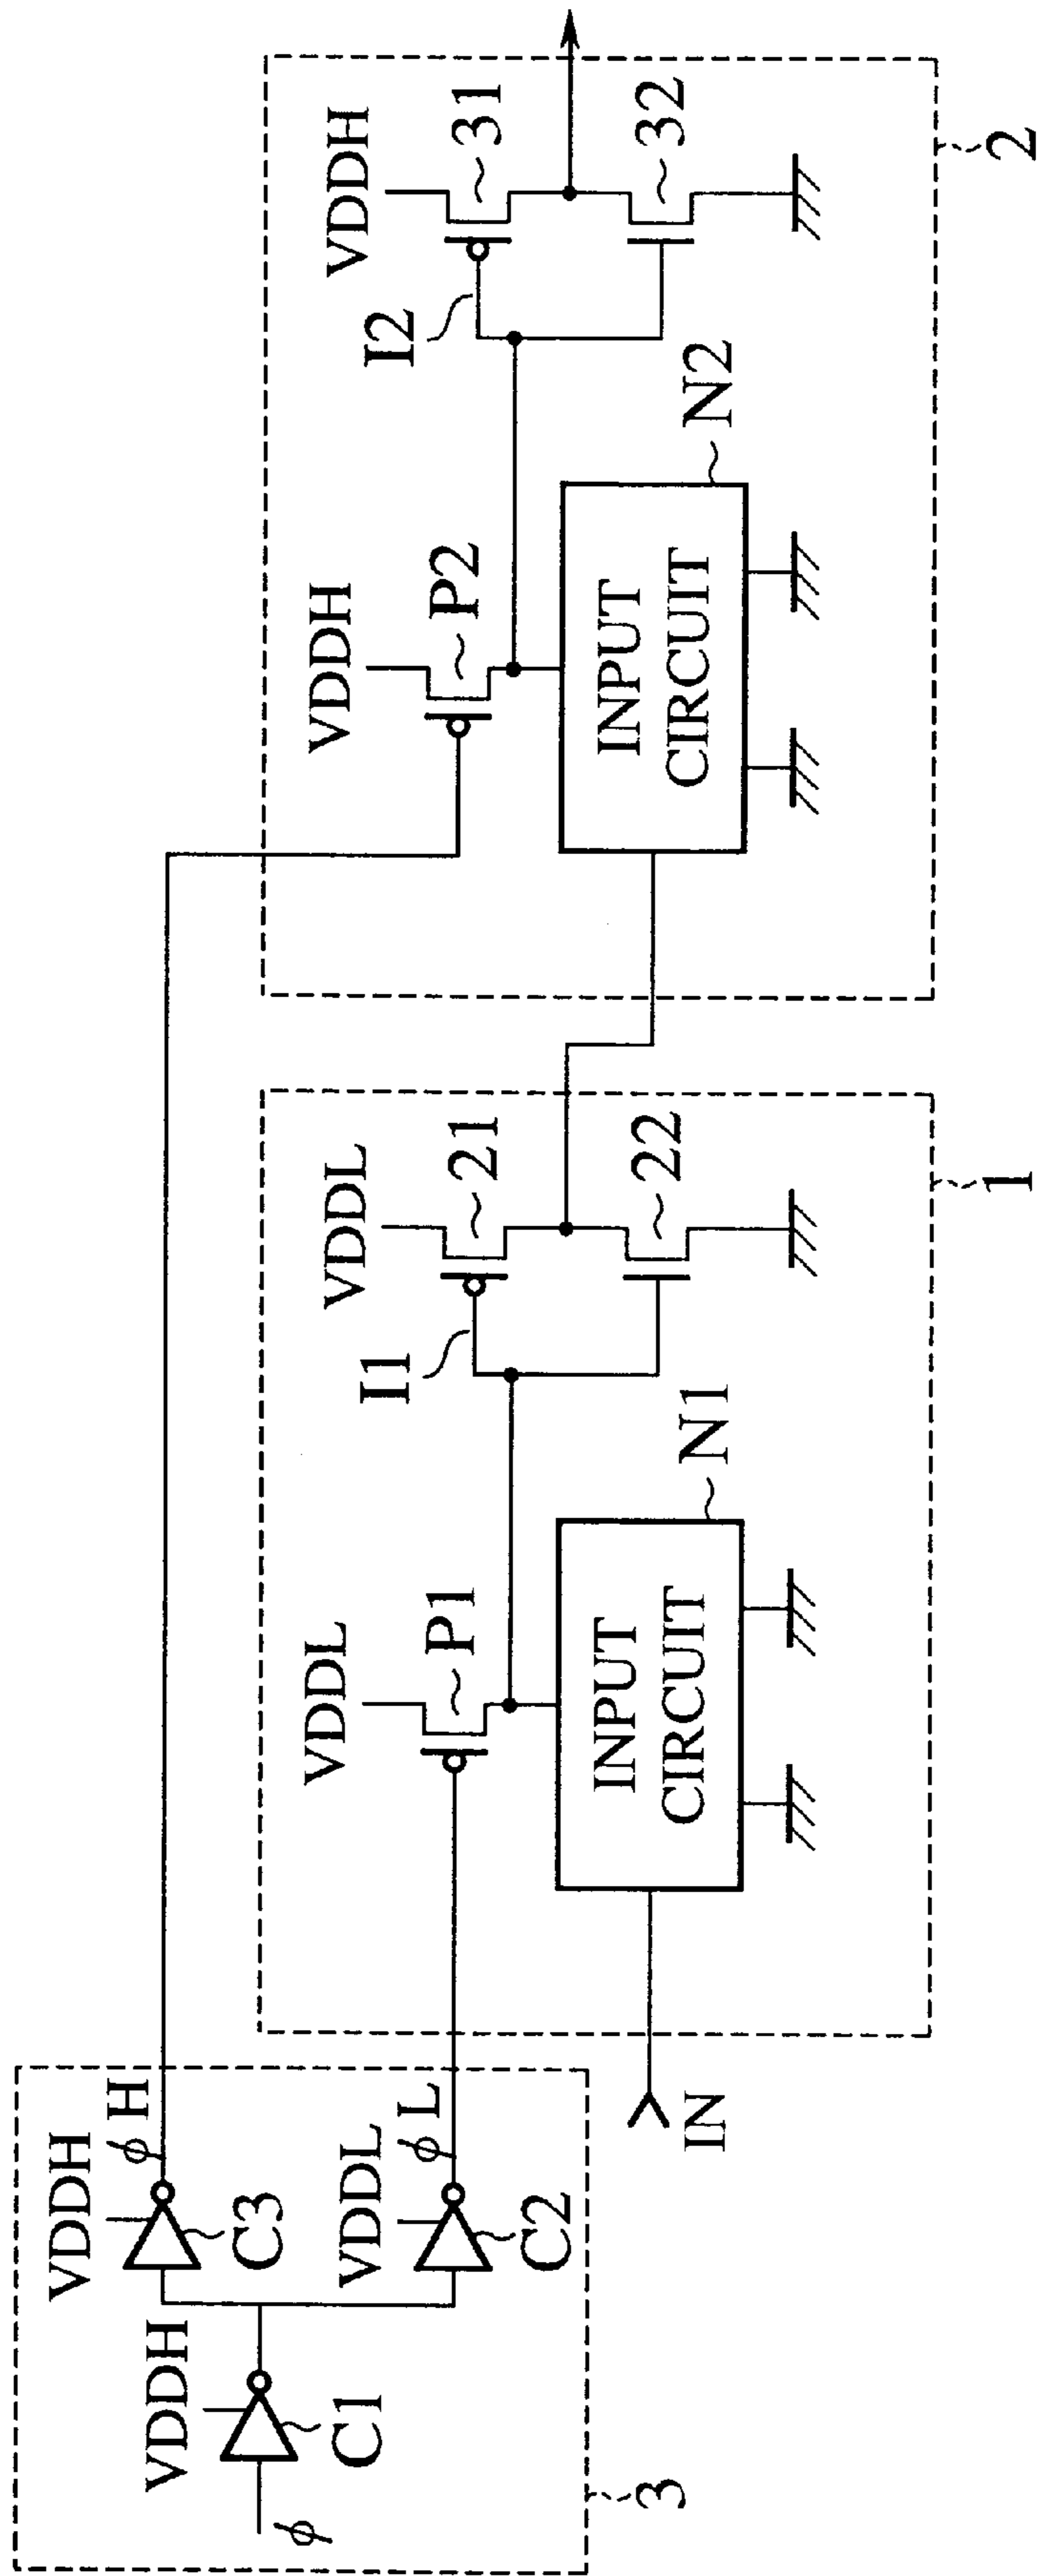 VDDH
C1
ϕ
3
VDDH
ϕH
C3
VDDL
ϕL
C2
IN
VDDL
P1
INPUT
CIRCUIT
N1
VDDL
I1
21
22
1
VDDH
P2
INPUT
CIRCUIT
N2
VDDH
I2
31
32
2